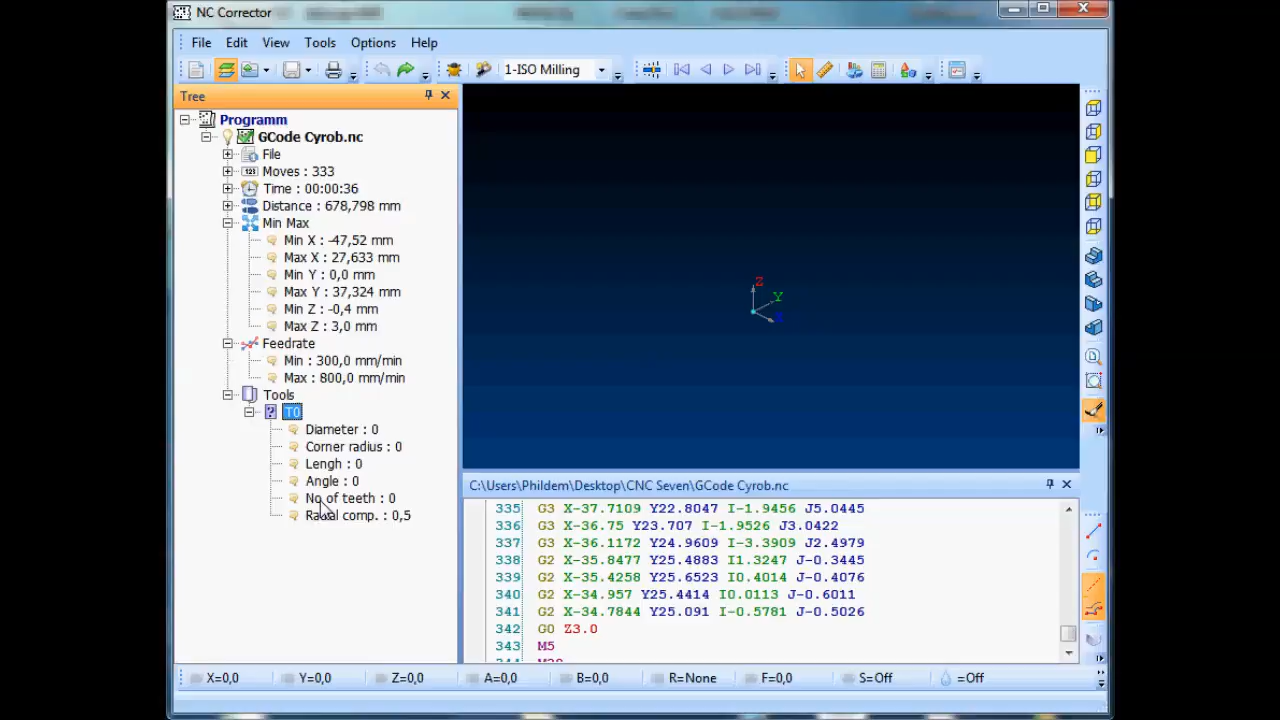 NC Corrector
File Edit View Tools Options Help
1-ISO Milling
Tree
Programm
GCode Cyrob.nc
File
Moves : 333
Time : 00:00:36
Distance : 678,798 mm
Min Max
Min X : -47,52 mm
Max X : 27,633 mm
Min Y : 0,0 mm
Max Y : 37,324 mm
Min Z : -0,4 mm
Max Z : 3,0 mm
Feedrate
Min : 300,0 mm/min
Max : 800,0 mm/min
Tools
T0
Diameter : 0
Corner radius : 0
Lengh : 0
Angle : 0
No of teeth : 0
Radial comp. : 0,5
Z
Y
X
C:\Users\Phildem\Desktop\CNC Seven\GCode Cyrob.nc
335 G3 X-37.7109 Y22.8047 I-1.9456 J5.0445
336 G3 X-36.75 Y23.707 I-1.9526 J3.0422
337 G3 X-36.1172 Y24.9609 I-3.3909 J2.4979
338 G2 X-35.8477 Y25.4883 I1.3247 J-0.3445
339 G2 X-35.4258 Y25.6523 I0.4014 J-0.4076
340 G2 X-34.957 Y25.4414 I0.0113 J-0.6011
341 G2 X-34.7844 Y25.091 I-0.5781 J-0.5026
342 G0 Z3.0
343 M5
X=0,0 Y=0,0 Z=0,0 A=0,0 B=0,0 R=None F=0,0 S=Off =Off